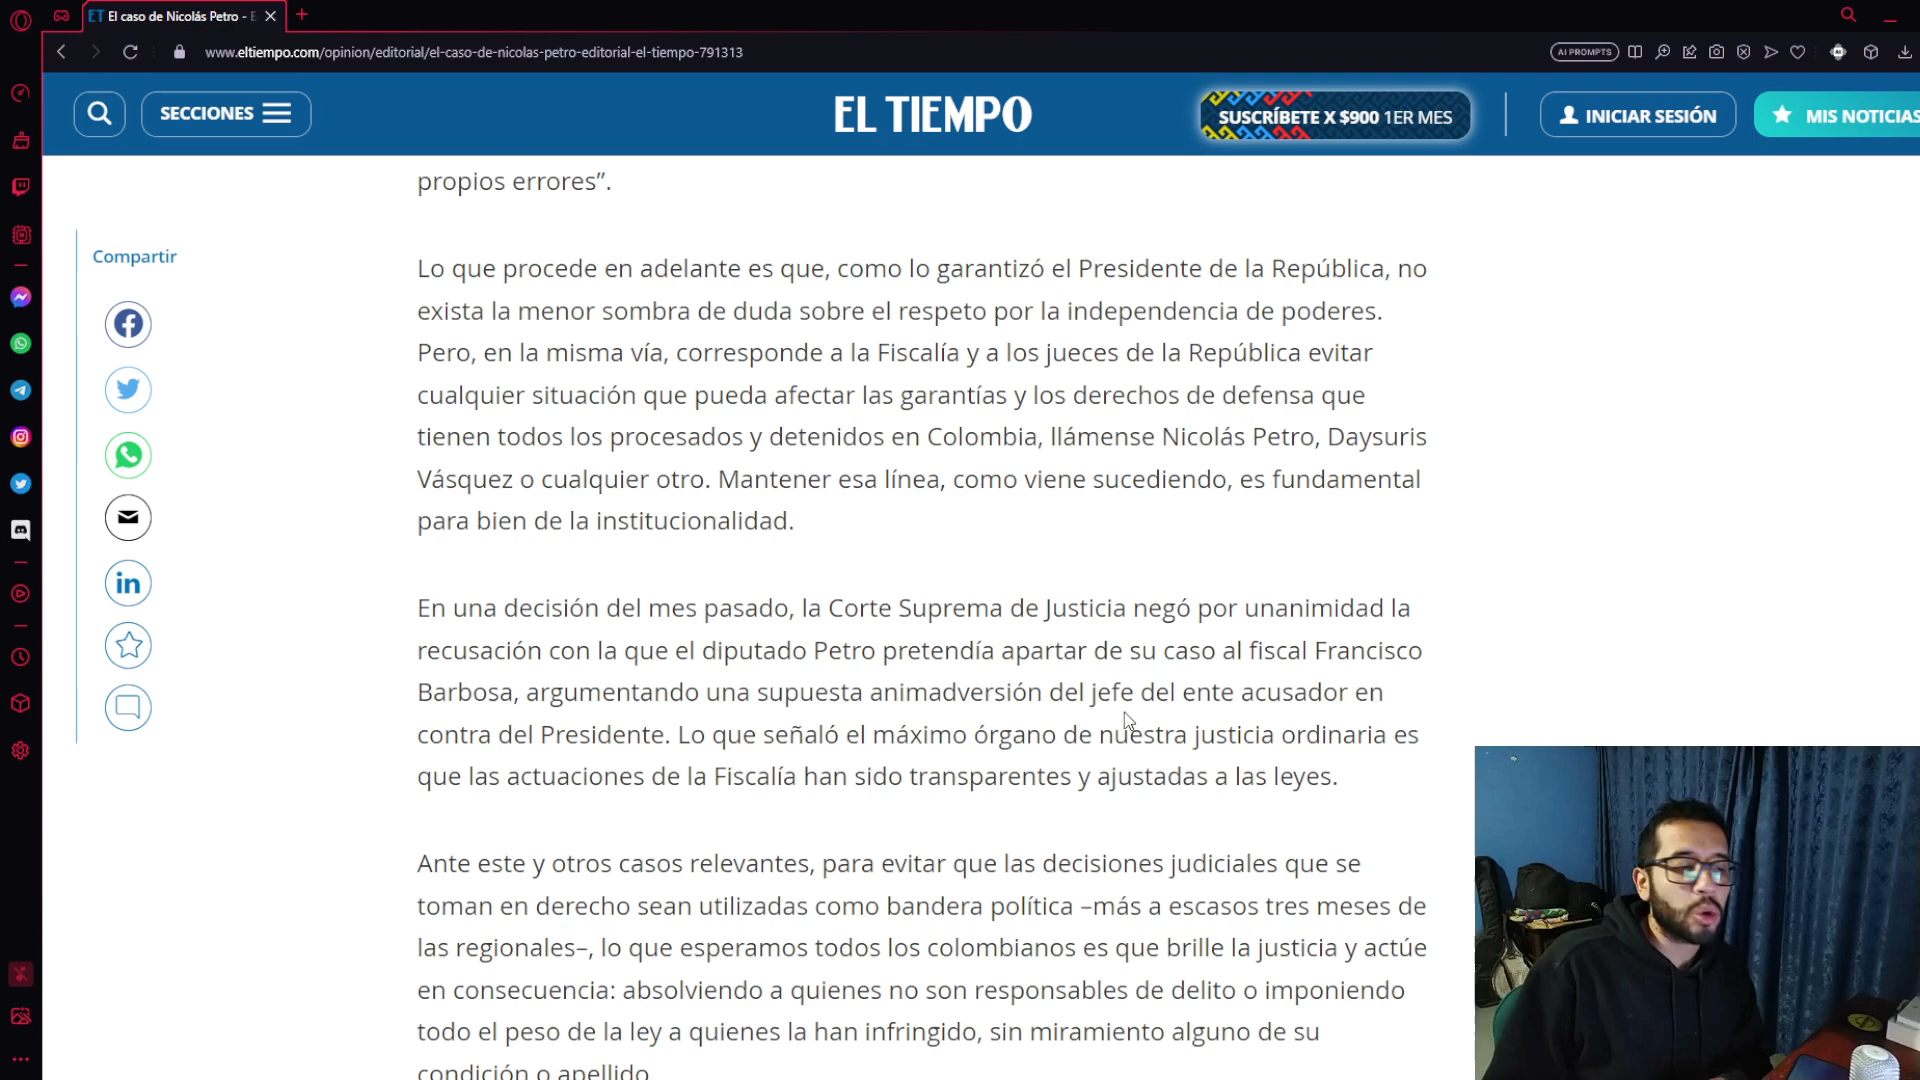 ET El caso de Nicolás Petro - E
www.eltiempo.com/opinion/editorial/el-caso-de-nicolas-petro-editorial-el-tiempo-791313
AI PROMPTS
SECCIONES
EL TIEMPO
SUSCRÍBETE X $900 1ER MES
INICIAR SESIÓN
MIS NOTICIAS
propios errores”.
Compartir
Lo que procede en adelante es que, como lo garantizó el Presidente de la República, no
exista la menor sombra de duda sobre el respeto por la independencia de poderes.
Pero, en la misma vía, corresponde a la Fiscalía y a los jueces de la República evitar
cualquier situación que pueda afectar las garantías y los derechos de defensa que
tienen todos los procesados y detenidos en Colombia, llámense Nicolás Petro, Daysuris
Vásquez o cualquier otro. Mantener esa línea, como viene sucediendo, es fundamental
para bien de la institucionalidad.
En una decisión del mes pasado, la Corte Suprema de Justicia negó por unanimidad la
recusación con la que el diputado Petro pretendía apartar de su caso al fiscal Francisco
Barbosa, argumentando una supuesta animadversión del jefe del ente acusador en
contra del Presidente. Lo que señaló el máximo órgano de nuestra justicia ordinaria es
que las actuaciones de la Fiscalía han sido transparentes y ajustadas a las leyes.
Ante este y otros casos relevantes, para evitar que las decisiones judiciales que se
toman en derecho sean utilizadas como bandera política –más a escasos tres meses de
las regionales–, lo que esperamos todos los colombianos es que brille la justicia y actúe
en consecuencia: absolviendo a quienes no son responsables de delito o imponiendo
todo el peso de la ley a quienes la han infringido, sin miramiento alguno de su
condición o apellido